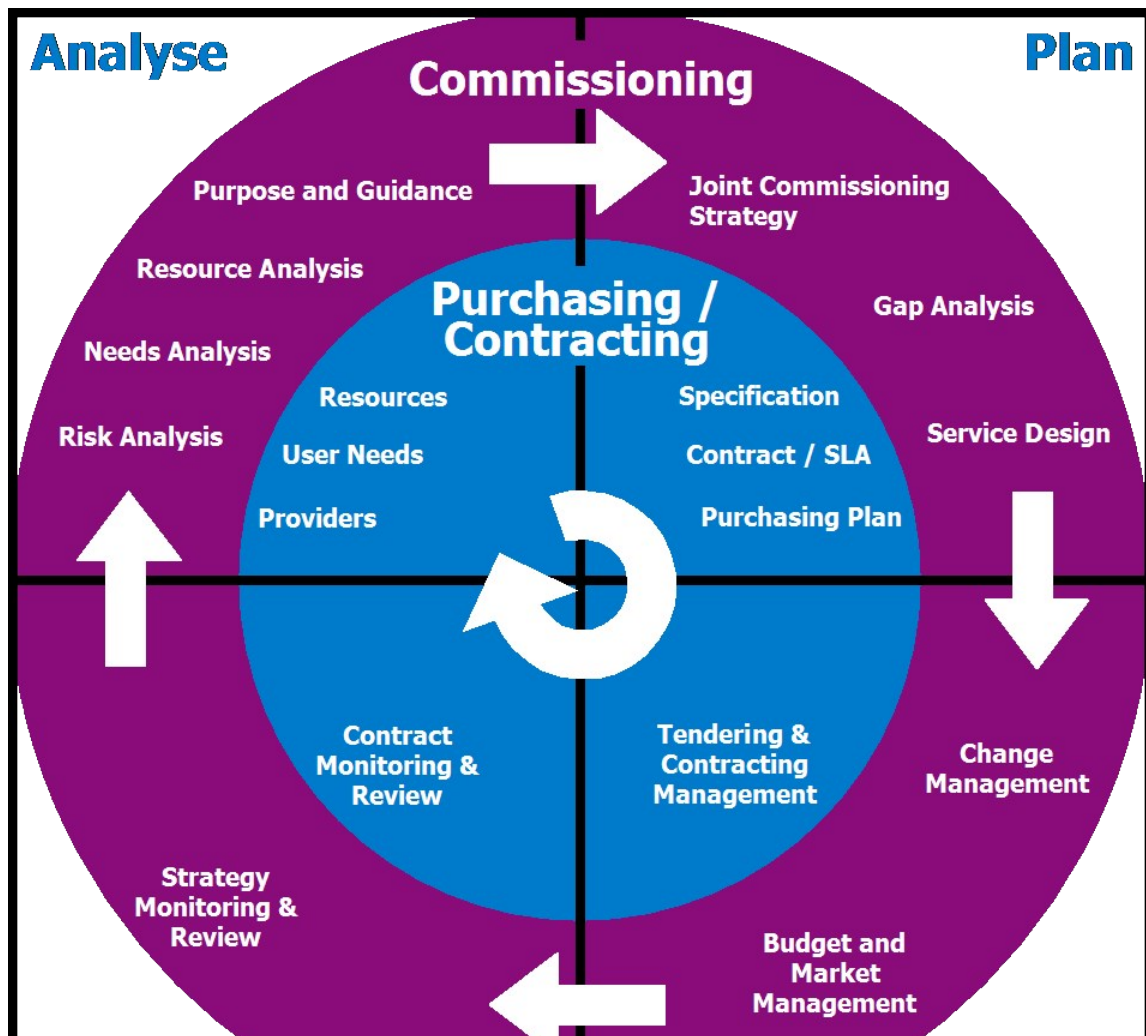 Analyse
Plan
Commissioning
Purpose and Guidance
Joint Commissioning
Strategy
Resource Analysis
Gap Analysis
Needs Analysis
Risk Analysis
Service Design
Purchasing /
Contracting
Resources
Specification
User Needs
Contract / SLA
Providers
Purchasing Plan
Contract
Monitoring &
Review
Tendering &
Contracting
Management
Change
Management
Strategy
Monitoring &
Review
Budget and
Market
Management